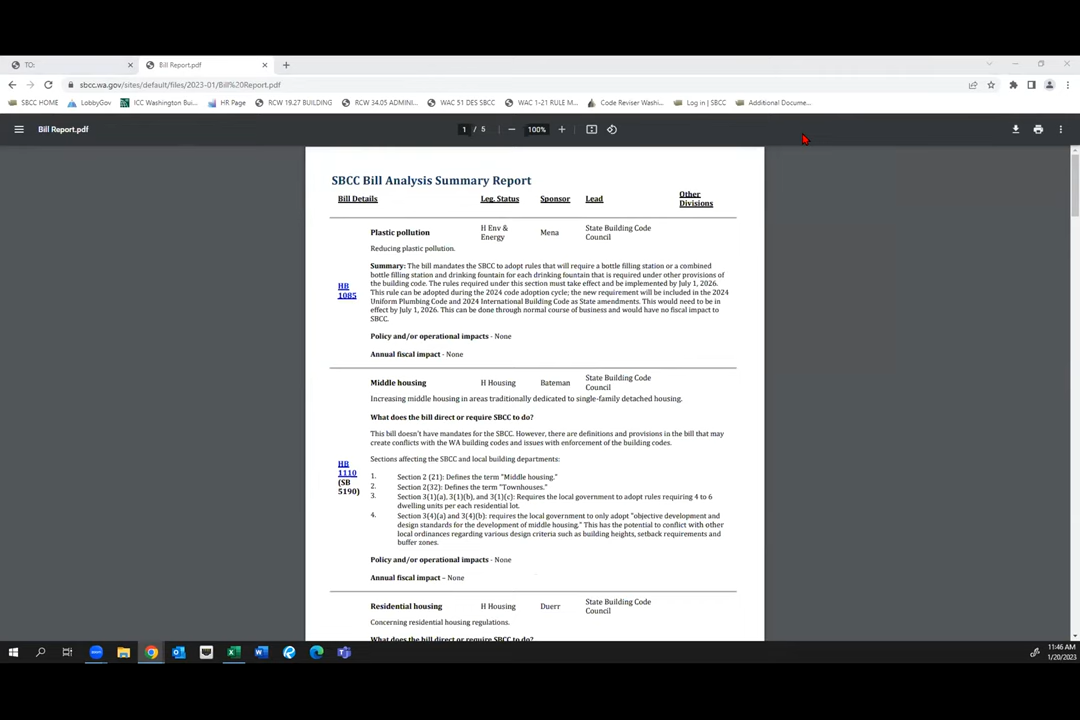 TO:
Bill Report.pdf
sbcc.wa.gov/sites/default/files/2023-01/Bill%20Report.pdf
SBCC HOME
LobbyGov
ICC Washington Bui...
HR Page
RCW 19.27 BUILDING
RCW 34.05 ADMINI...
WAC 51 DES SBCC
WAC 1-21 RULE M...
Code Reviser Washi...
Log in | SBCC
Additional Docume...
Bill Report.pdf
1 / 5
100%
SBCC Bill Analysis Summary Report
Bill Details Leg. Status Sponsor Lead Other Divisions
Plastic pollution H Env & Energy Mena State Building Code Council
Reducing plastic pollution.
HB 1085
Summary: The bill mandates the SBCC to adopt rules that will require a bottle filling station or a combined
bottle filling station and drinking fountain for each drinking fountain that is required under other provisions of
the building code. The rules required under this section must take effect and be implemented by July 1, 2026.
This rule can be adopted during the 2024 code adoption cycle; the new requirement will be included in the 2024
Uniform Plumbing Code and 2024 International Building Code as State amendments. This would need to be in
effect by July 1, 2026. This can be done through normal course of business and would have no fiscal impact to
SBCC.
Policy and/or operational impacts - None
Annual fiscal impact - None
Middle housing H Housing Bateman State Building Code Council
Increasing middle housing in areas traditionally dedicated to single-family detached housing.
What does the bill direct or require SBCC to do?
This bill doesn't have mandates for the SBCC. However, there are definitions and provisions in the bill that may
create conflicts with the WA building codes and issues with enforcement of the building codes.
Sections affecting the SBCC and local building departments:
HB 1110 (SB 5190)
1. Section 2 (21): Defines the term "Middle housing."
2. Section 2(32): Defines the term "Townhouses."
3. Section 3(1)(a), 3(1)(b), and 3(1)(c): Requires the local government to adopt rules requiring 4 to 6
dwelling units per each residential lot.
4. Section 3(4)(a) and 3(4)(b): requires the local government to only adopt "objective development and
design standards for the development of middle housing." This has the potential to conflict with other
local ordinances regarding various design criteria such as building heights, setback requirements and
buffer zones.
Policy and/or operational impacts - None
Annual fiscal impact – None
Residential housing H Housing Duerr State Building Code Council
Concerning residential housing regulations.
What does the bill direct or require SBCC to do?
11:46 AM
1/20/2023